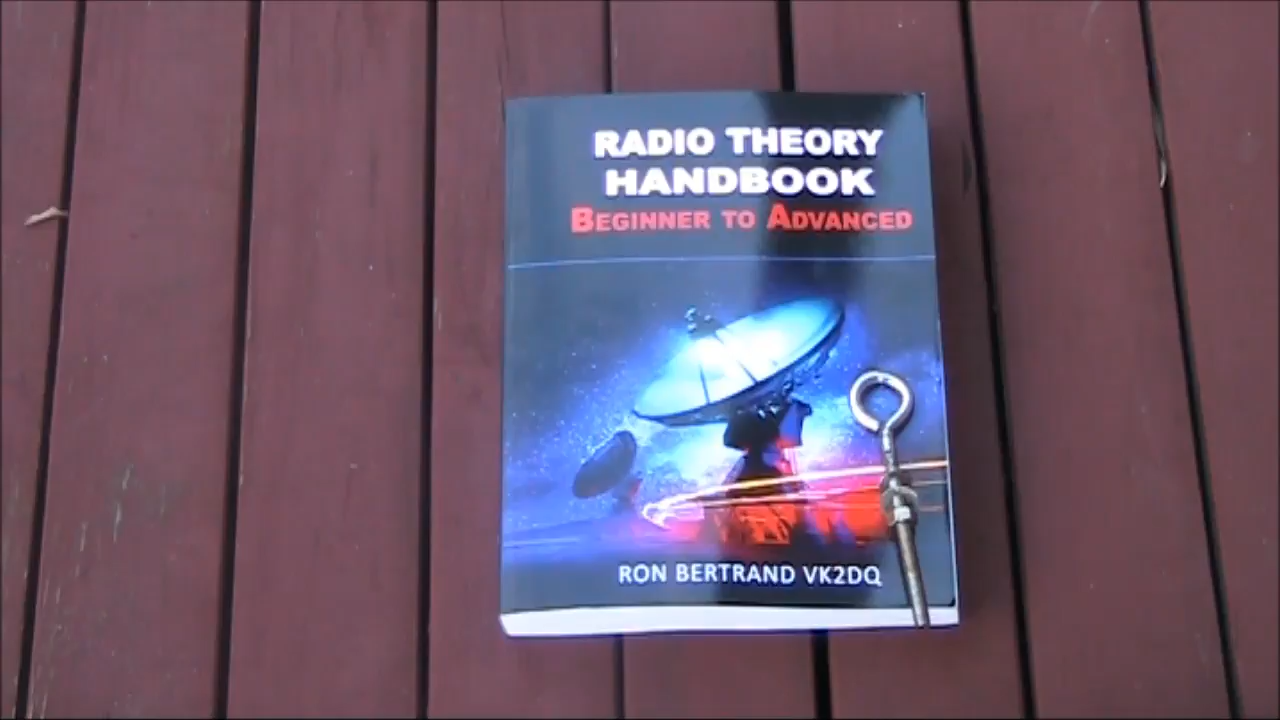 RADIO THEORY
HANDBOOK
BEGINNER TO ADVANCED
RON BERTRAND VK2DQ